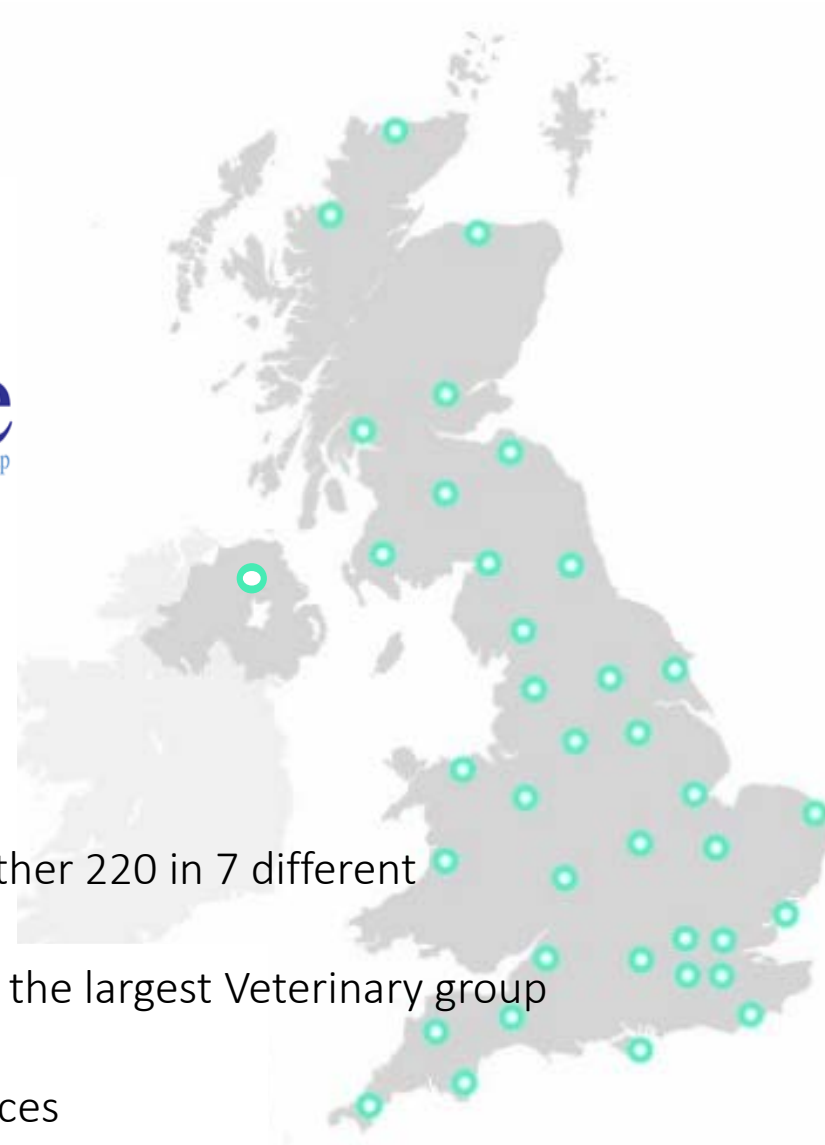 e
p
ther 220 in 7 different
the largest Veterinary group
ces